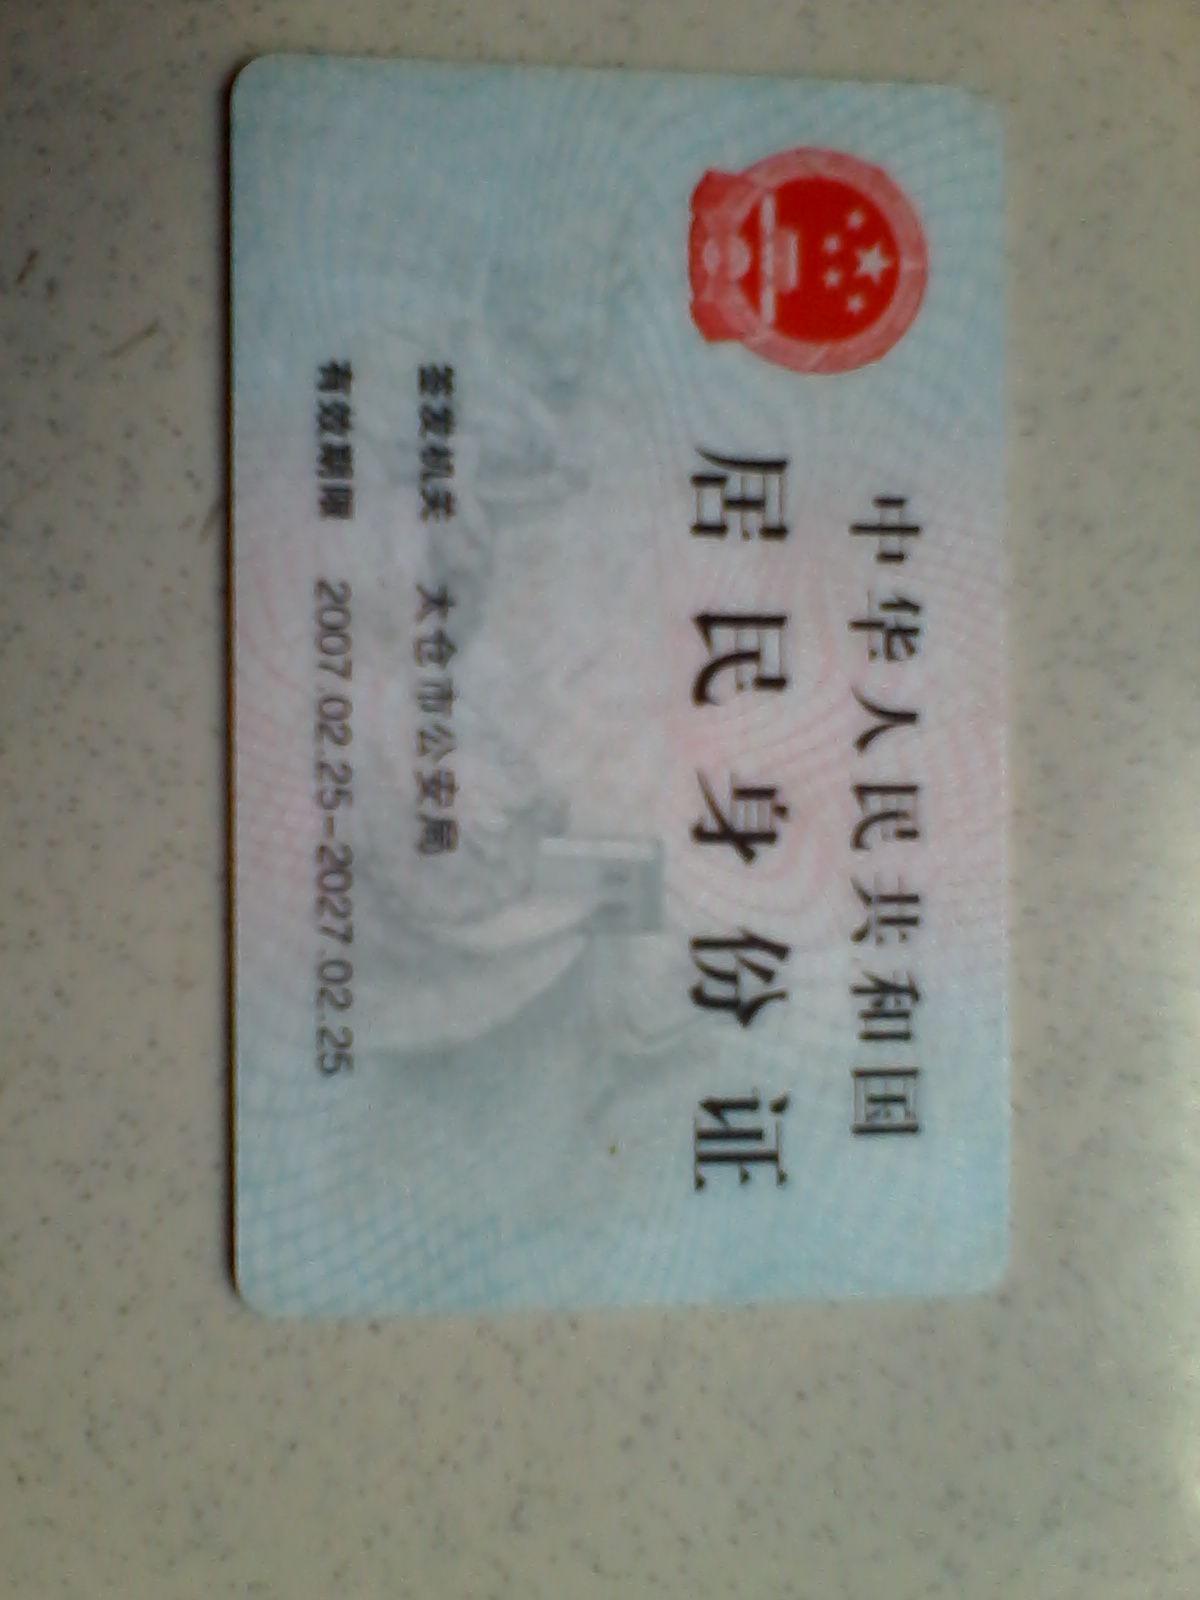 中华人民共和国
居民身份证
签发机关 太仓市公安局
有效期限 2007.02.25-2027.02.25